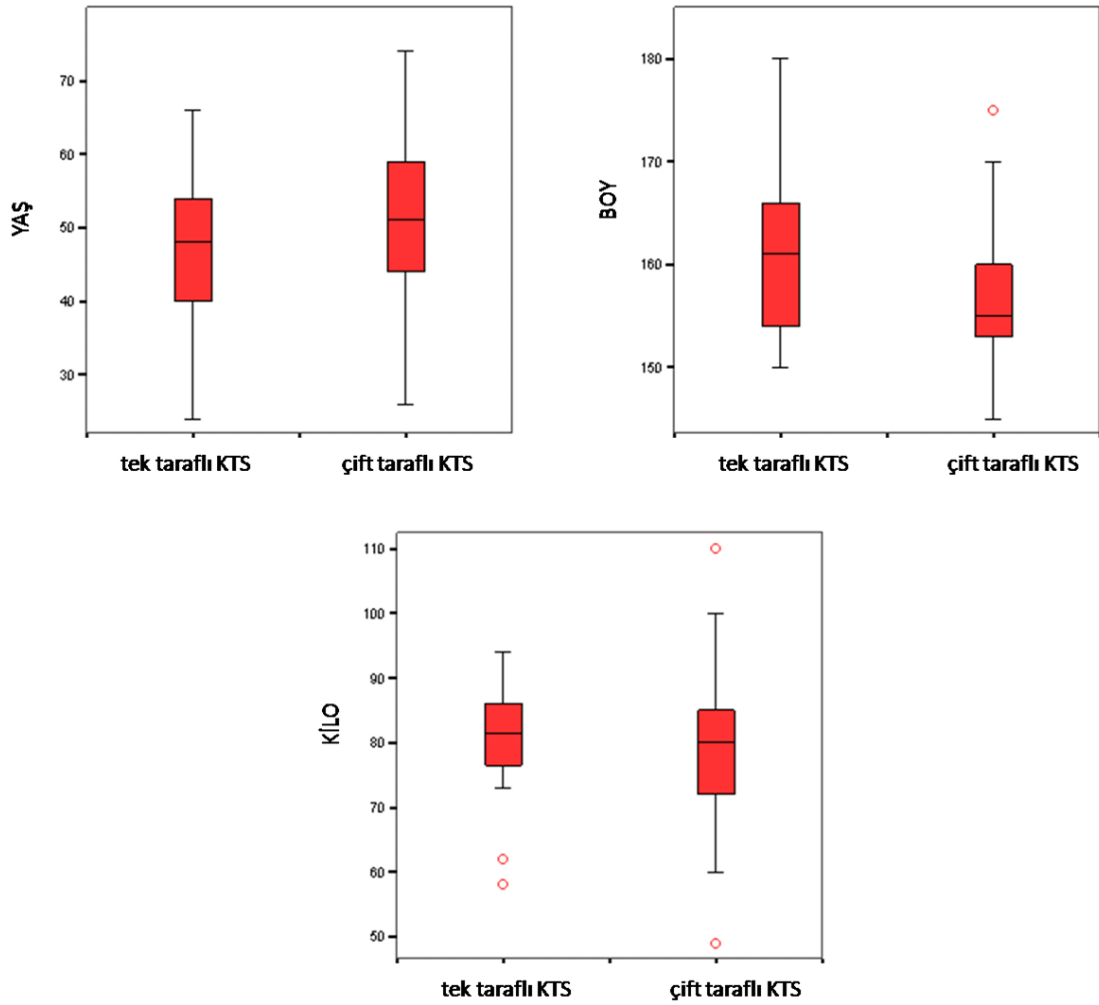 YAŞ
70
60
50
40
30
tek taraflı KTS
çift taraflı KTS
BOY
180
170
160
150
tek taraflı KTS
çift taraflı KTS
KİLO
110
100
90
80
70
60
50
tek taraflı KTS
çift taraflı KTS